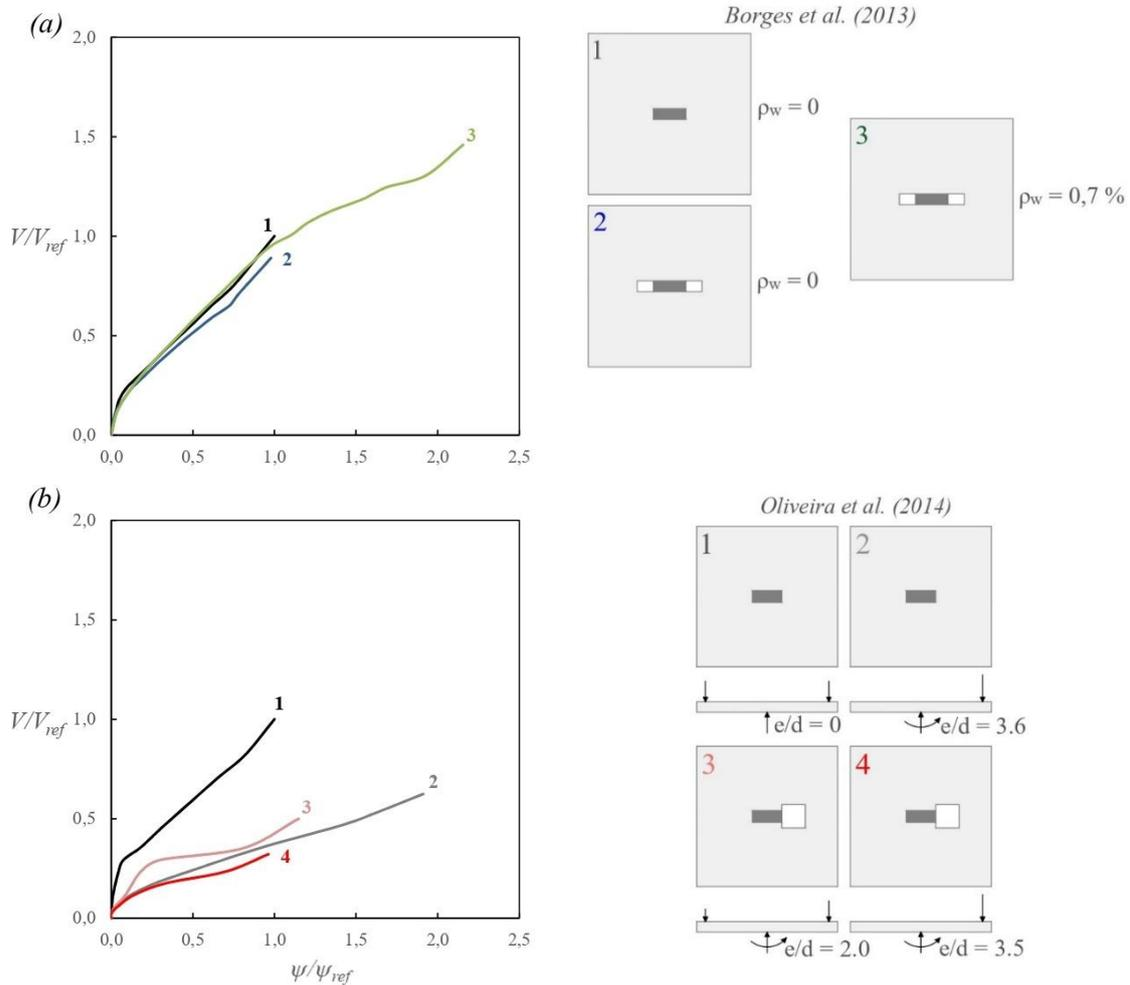 (a)
Borges et al. (2013)
2,0
1,5
1,0
0,5
0,0
V/Vref
0,0 0,5 1,0 1,5 2,0 2,5
1
2
3
1
ρw = 0
2
ρw = 0
3
ρw = 0,7 %
(b)
Oliveira et al. (2014)
2,0
1,5
1,0
0,5
0,0
V/Vref
0,0 0,5 1,0 1,5 2,0 2,5
ψ/ψref
1
2
3
4
1 2
e/d = 0 e/d = 3.6
3 4
e/d = 2.0 e/d = 3.5